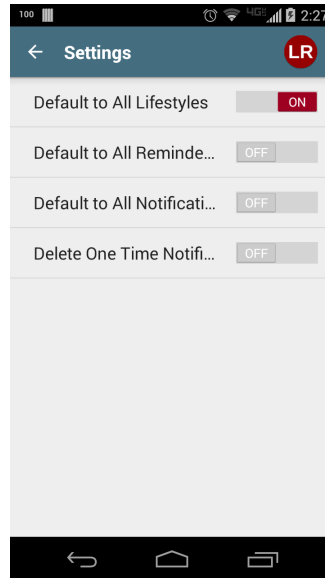 100 4G 2:27
Settings LR
Default to All Lifestyles ON
Default to All Reminde... OFF
Default to All Notificati... OFF
Delete One Time Notifi... OFF